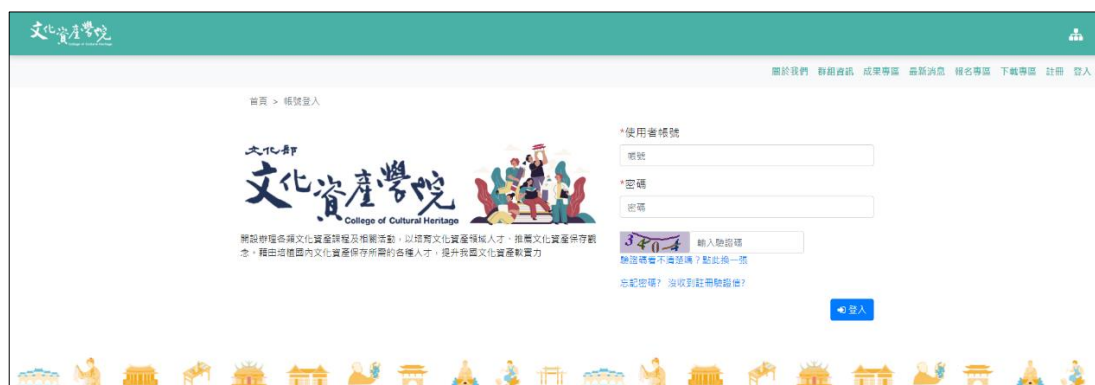 文化資產學院
College of Cultural Heritage
關於我們 群組資訊 成果專區 最新消息 報名專區 下載專區 註冊 登入
首頁 > 帳號登入
文化部
文化資產學院
College of Cultural Heritage
開設辦理各類文化資產課程及相關活動，以培育文化資產領域人才、推廣文化資產保存觀
念，藉由培植國內文化資產保存所需的各種人才，提升我國文化資產軟實力
*使用者帳號
帳號
*密碼
密碼
3404 輸入驗證碼
驗證碼看不清楚嗎？點此換一張
忘記密碼? 沒收到註冊驗證信?
登入